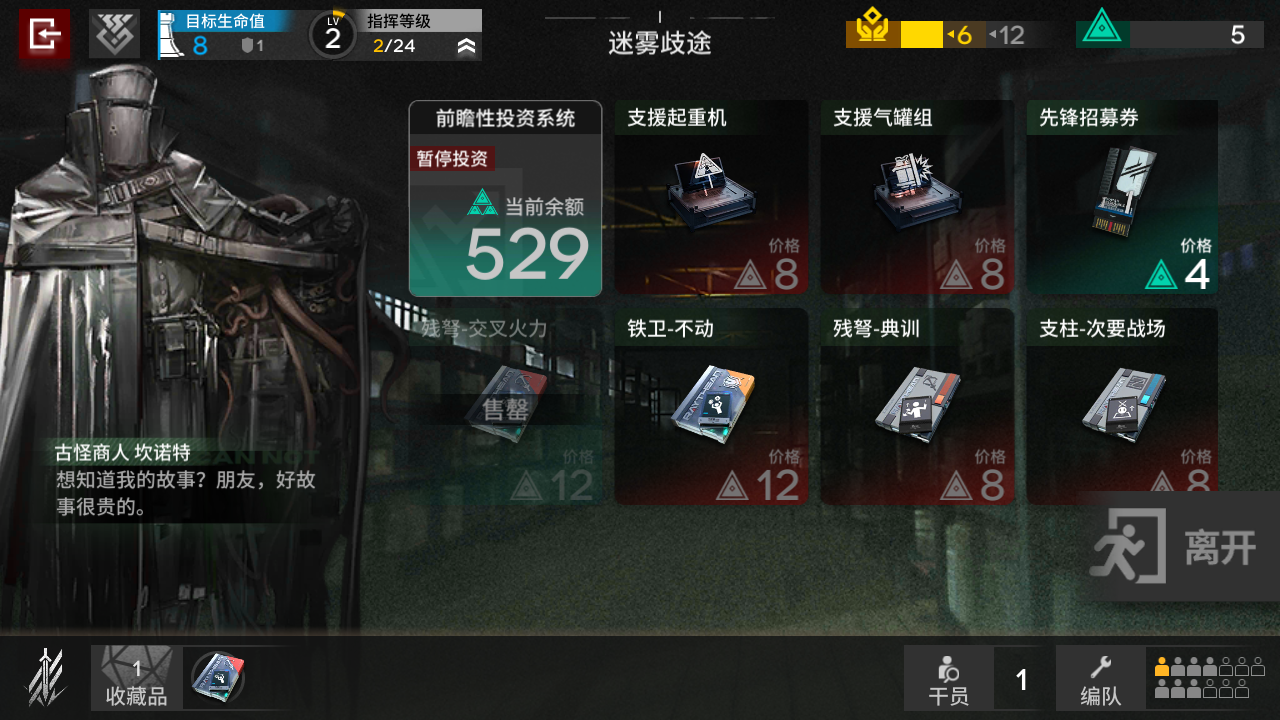 目标生命值
8
1
LV
2
指挥等级
2/24
迷雾歧途
6
12
5
前瞻性投资系统
暂停投资
当前余额
529
支援起重机
价格
8
支援气罐组
价格
8
先锋招募券
价格
4
残弩-交叉火力
售罄
价格
12
铁卫-不动
价格
12
残弩-典训
价格
8
支柱-次要战场
价格
8
古怪商人 坎诺特
想知道我的故事？朋友，好故
事很贵的。
离开
1
收藏品
干员
1
编队